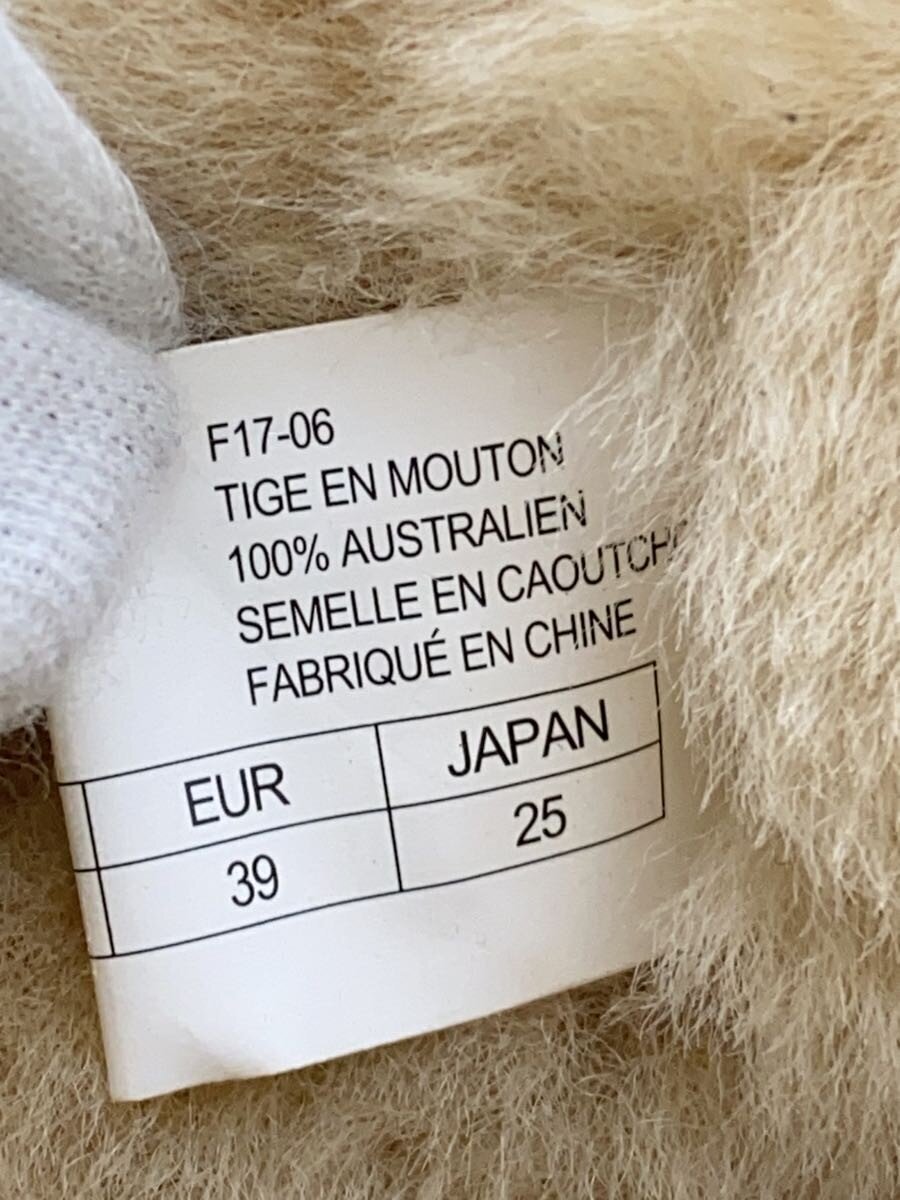 F17-06
TIGE EN MOUTON
100% AUSTRALIEN
SEMELLE EN CAOUTCH
FABRIQUÉ EN CHINE
EUR JAPAN
39 25